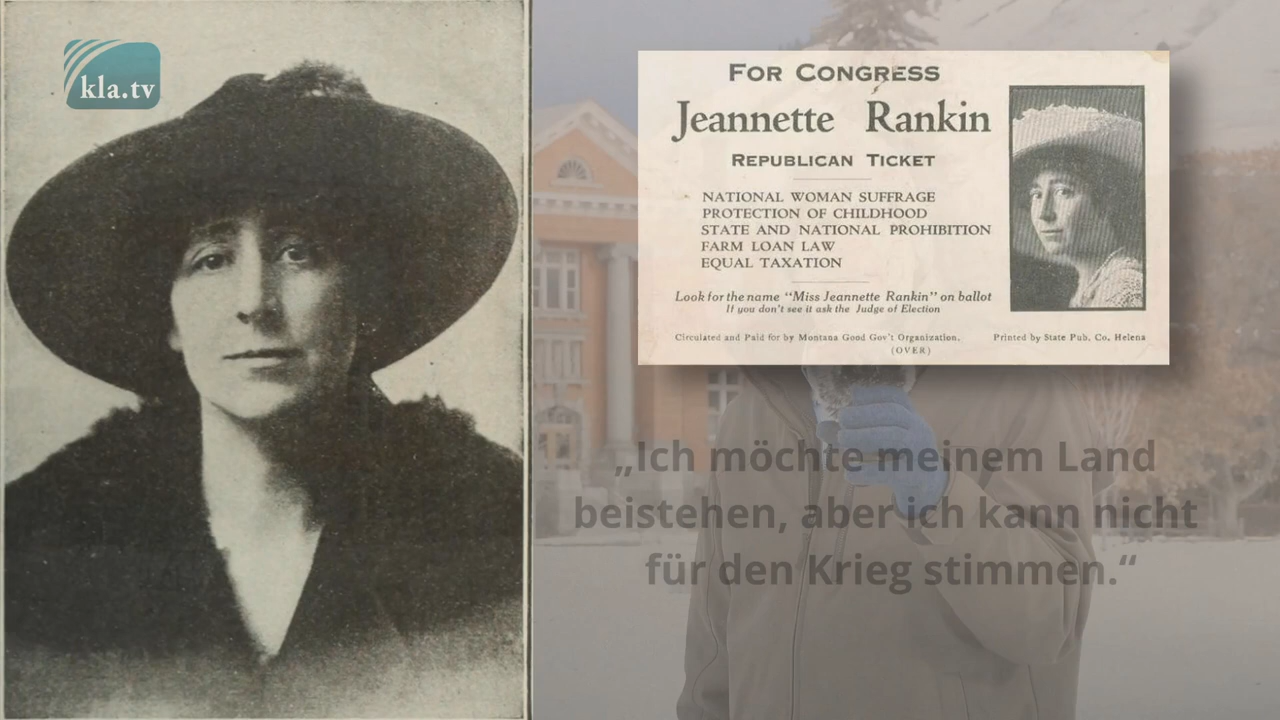 kla.tv
FOR CONGRESS
Jeannette Rankin
REPUBLICAN TICKET
NATIONAL WOMAN SUFFRAGE
PROTECTION OF CHILDHOOD
STATE AND NATIONAL PROHIBITION
FARM LOAN LAW
EQUAL TAXATION
Look for the name "Miss Jeannette Rankin" on ballot
If you don't see it ask the Judge of Election
Circulated and Paid for by Montana Good Gov't Organization.
Printed by State Pub. Co. Helena
(OVER)
„Ich möchte meinem Land
beistehen, aber ich kann nicht
für den Krieg stimmen.“